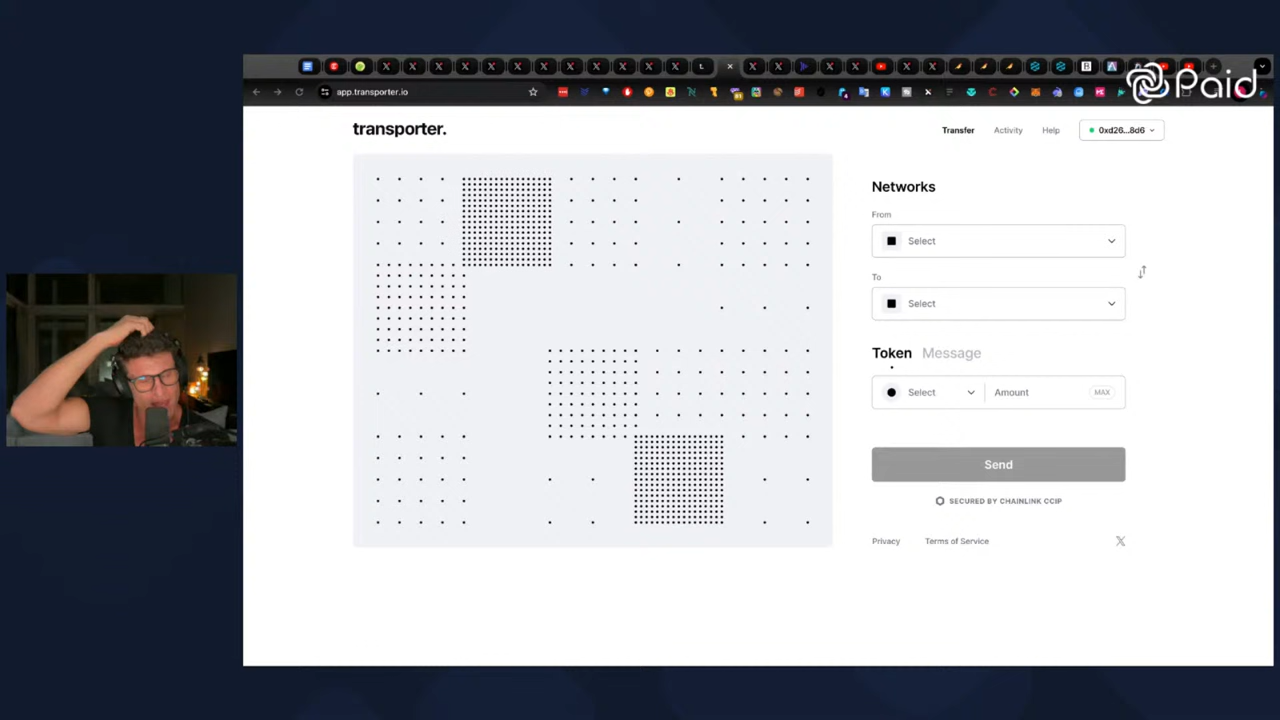 Paid
app.transporter.io
transporter.
Transfer
Activity
Help
0xd26...8d6
Networks
From
Select
To
Select
Token
Message
Select
Amount
MAX
Send
SECURED BY CHAINLINK CCIP
Privacy
Terms of Service